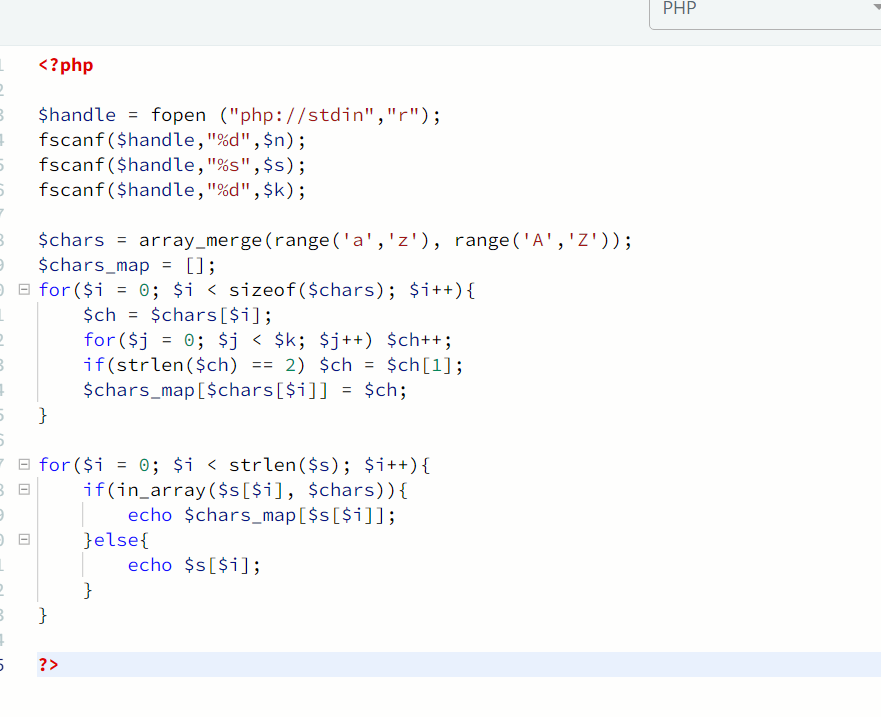 PHP
<?php
$handle = fopen ("php://stdin","r");
fscanf($handle,"%d",$n);
fscanf($handle,"%s",$s);
fscanf($handle,"%d",$k);
$chars = array_merge(range('a','z'), range('A','Z'));
$chars_map = [];
for($i = 0; $i < sizeof($chars); $i++){
    $ch = $chars[$i];
    for($j = 0; $j < $k; $j++) $ch++;
    if(strlen($ch) == 2) $ch = $ch[1];
    $chars_map[$chars[$i]] = $ch;
}
for($i = 0; $i < strlen($s); $i++){
    if(in_array($s[$i], $chars)){
        echo $chars_map[$s[$i]];
    }else{
        echo $s[$i];
    }
}
?>